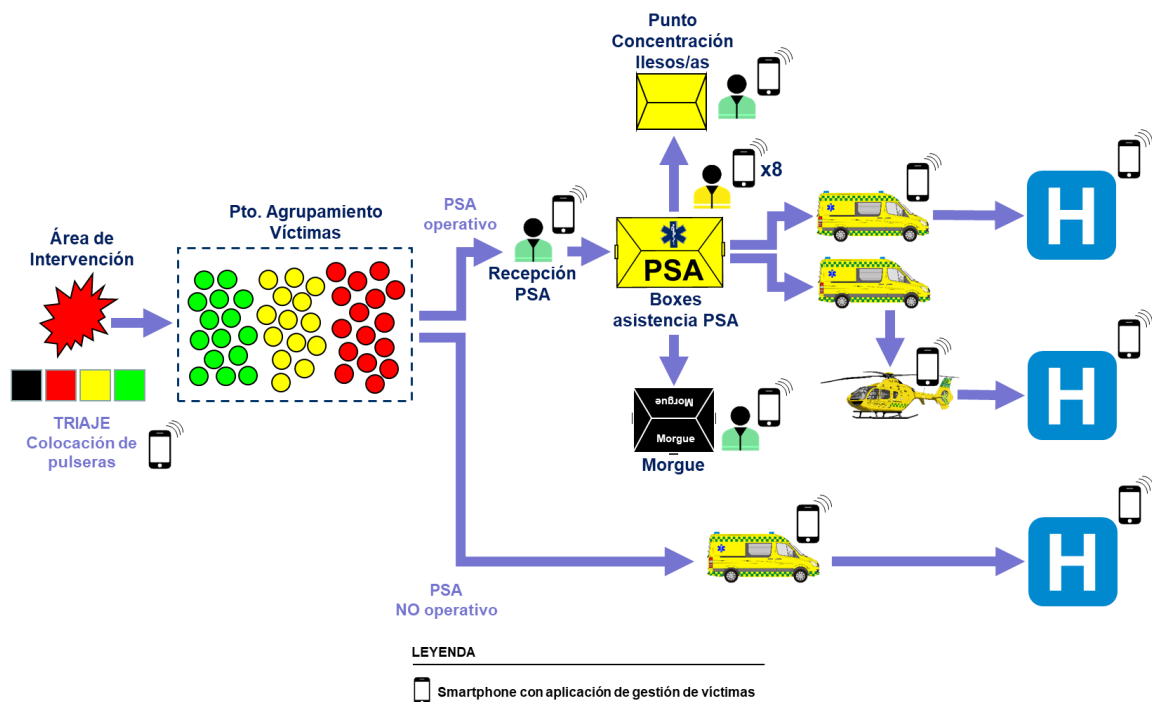 Punto
Concentración
Ilesos/as
x8
Pto. Agrupamiento
Víctimas
PSA
operativo
Área de
Intervención
Recepción
PSA
PSA
Boxes
asistencia PSA
H
H
TRIAJE
Colocación de
pulseras
Morgue
Morgue
Morgue
H
PSA
NO operativo
LEYENDA
Smartphone con aplicación de gestión de víctimas